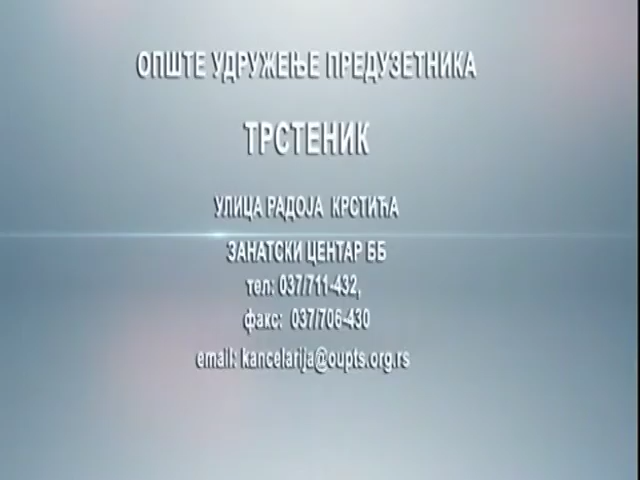 ОПШТЕ УДРУЖЕЊЕ ПРЕДУЗЕТНИКА
ТРСТЕНИК
УЛИЦА РАДОЈА КРСТИЋА
ЗАНАТСКИ ЦЕНТАР ББ
тел: 037/711-432,
факс: 037/706-430
email: kancelarija@oupts.org.rs